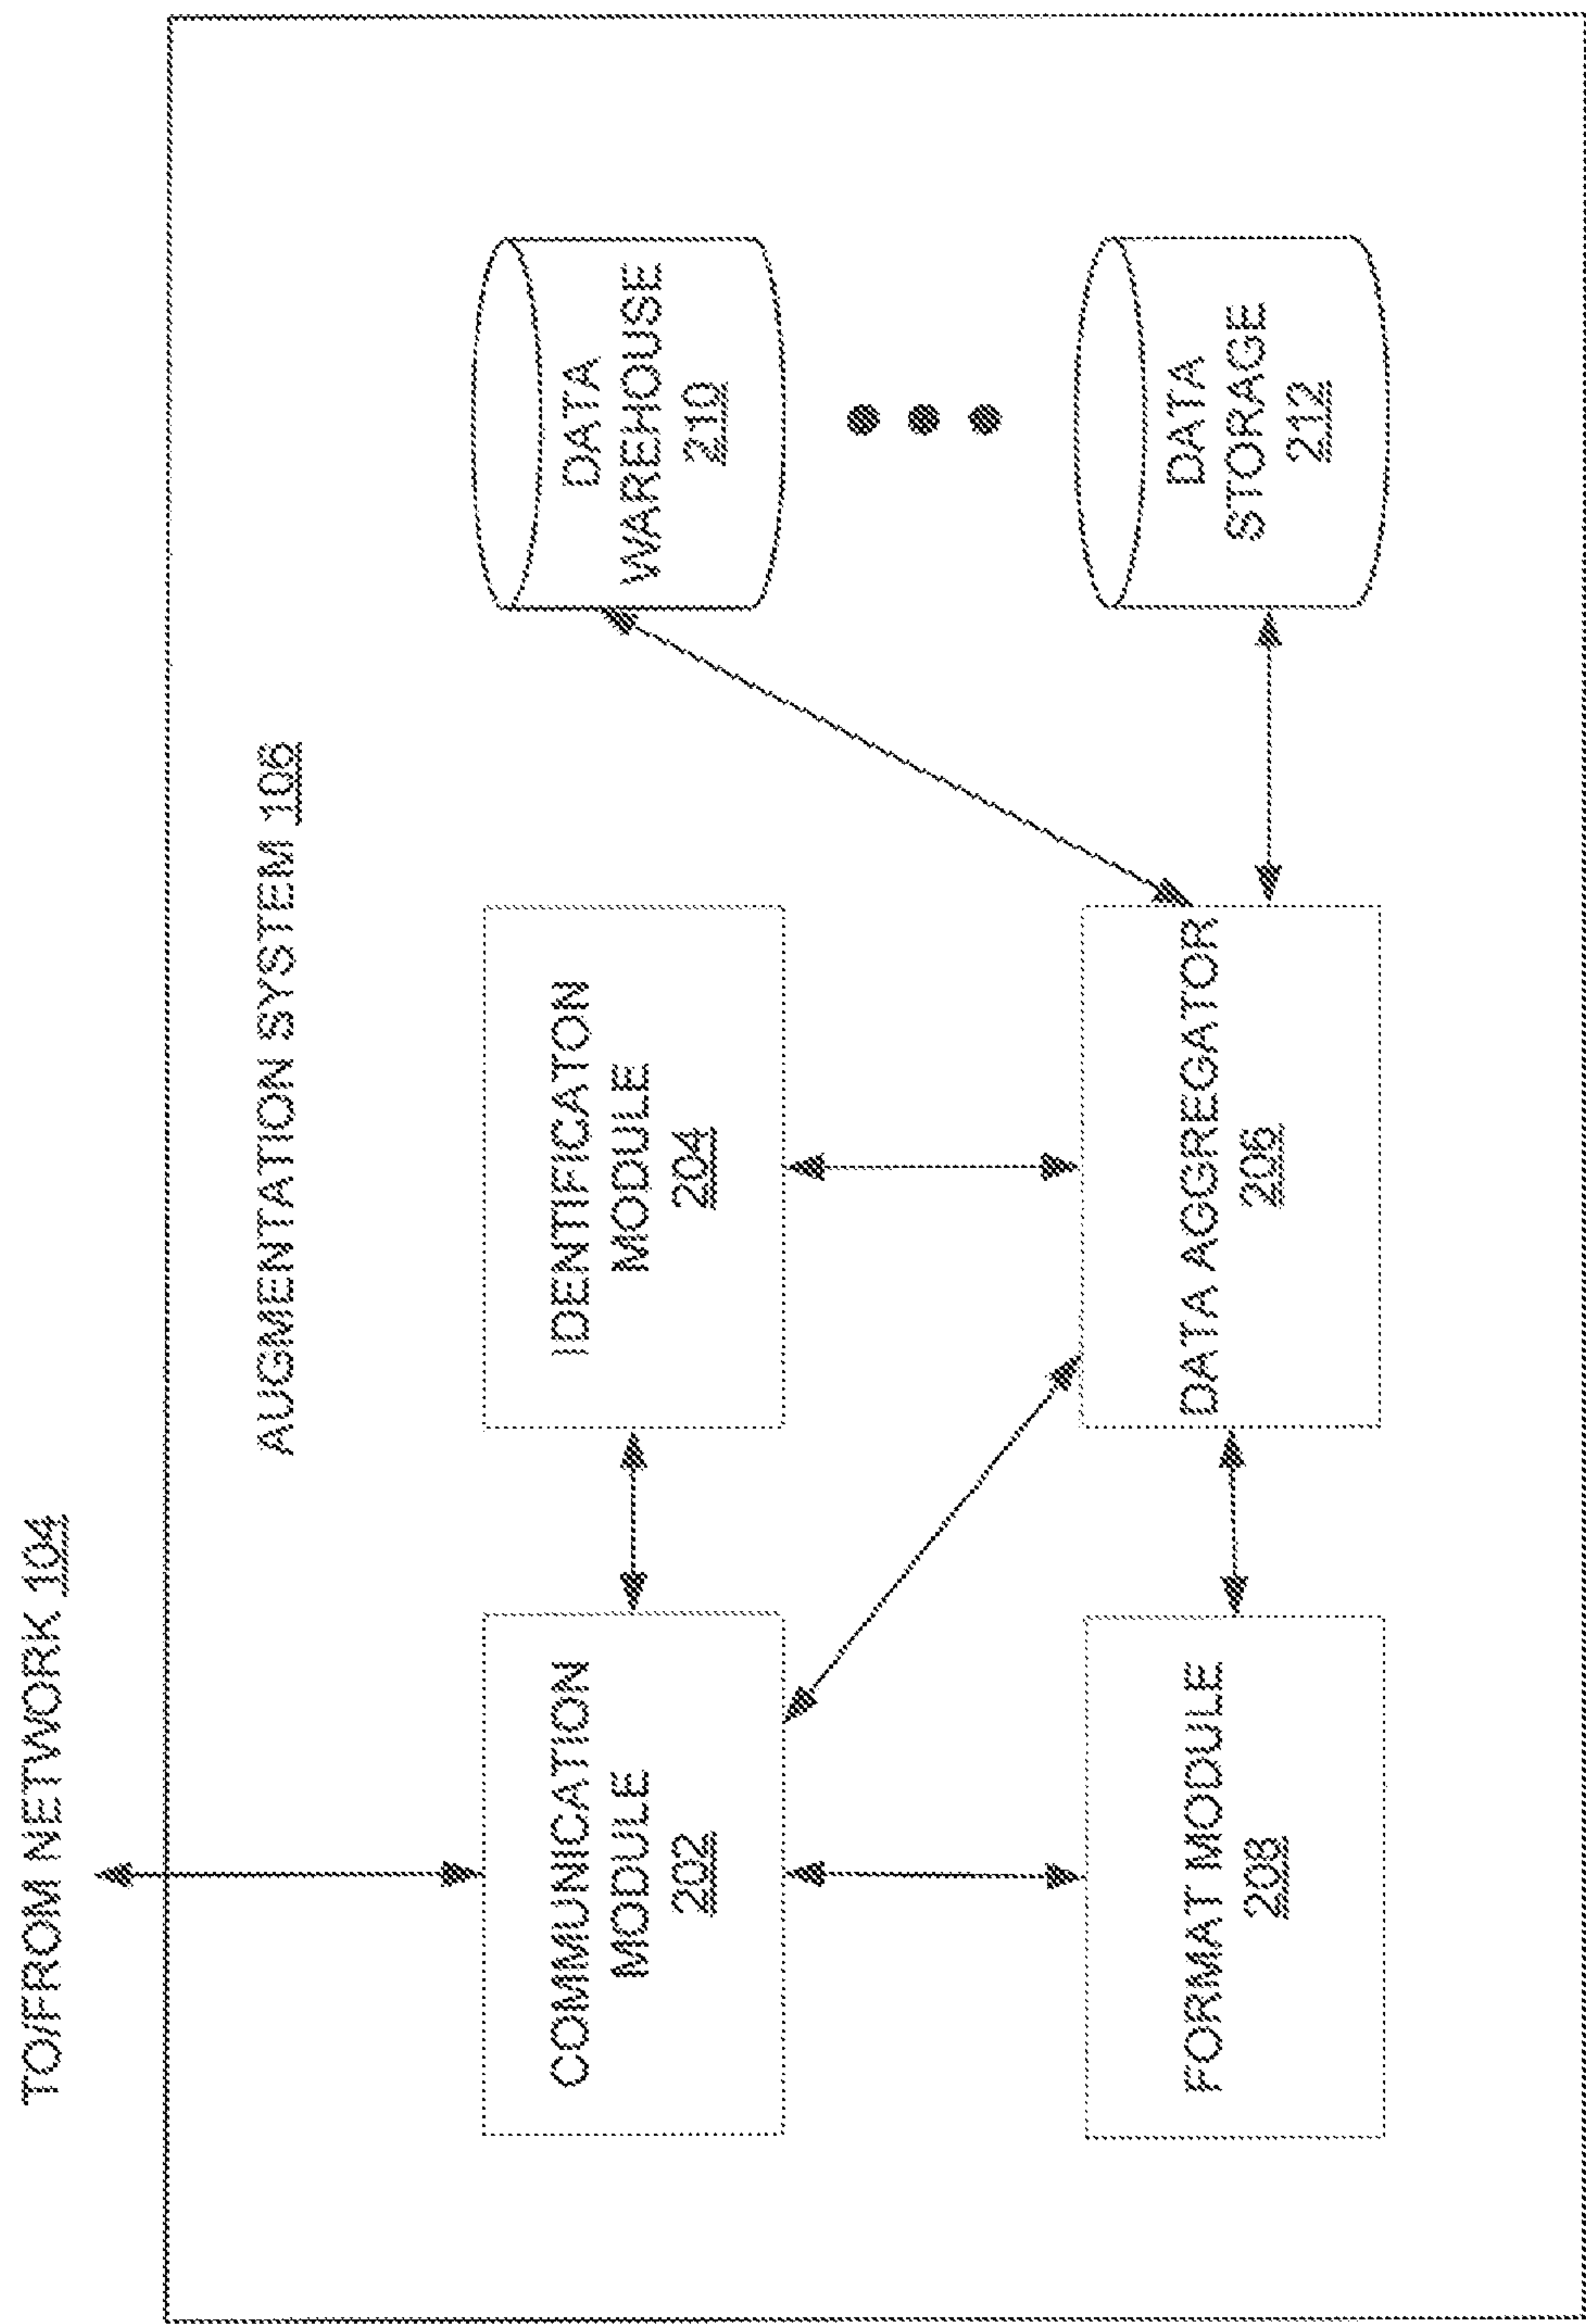 TO/FROM NETWORK 104
AUGMENTATION SYSTEM 106
COMMUNICATION
MODULE
202
IDENTIFICATON
MODULE
204
DATA
WAREHOUSE
210
FORMAT MODULE
208
DATA AGGREGATOR
206
DATA
STORAGE
212